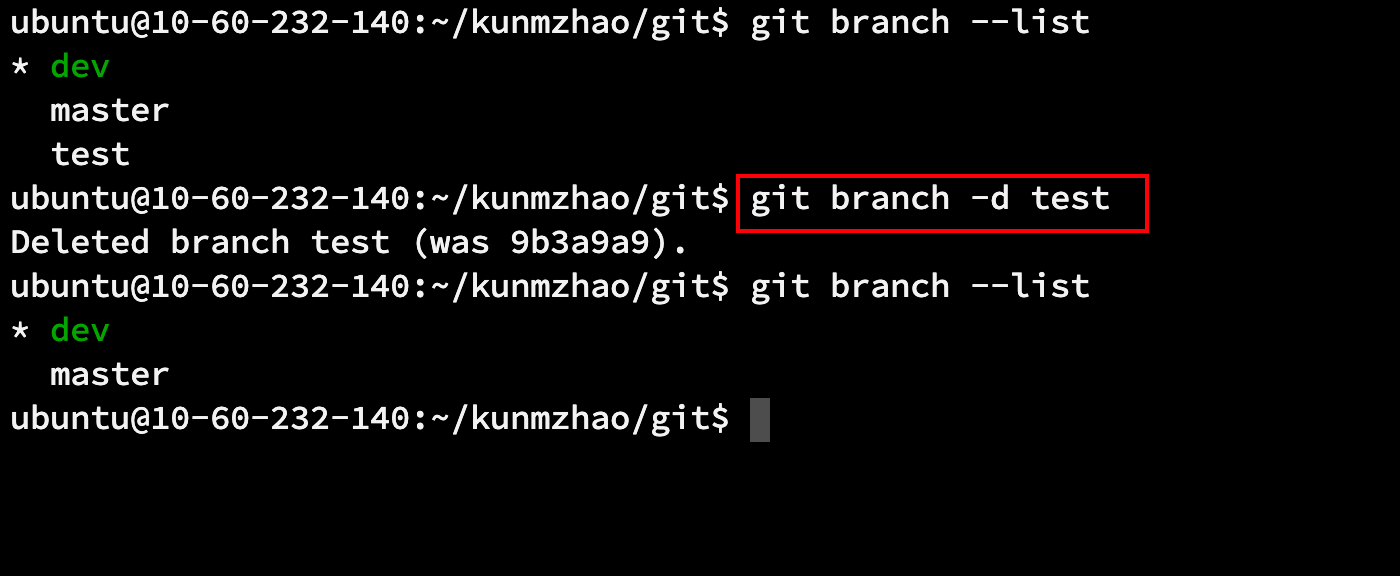 ubuntu@10-60-232-140:~/kunmzhao/git$ git branch --list
* dev
  master
  test
ubuntu@10-60-232-140:~/kunmzhao/git$ git branch -d test
Deleted branch test (was 9b3a9a9).
ubuntu@10-60-232-140:~/kunmzhao/git$ git branch --list
* dev
  master
ubuntu@10-60-232-140:~/kunmzhao/git$